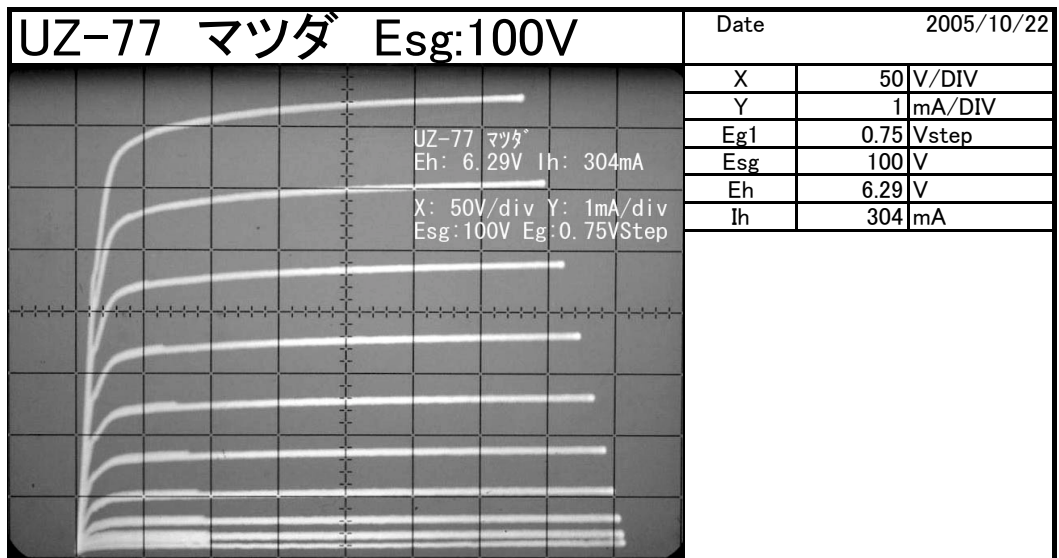 UZ-77 マツダ Esg:100V
Date 2005/10/22
X 50 V/DIV
Y 1 mA/DIV
Eg1 0.75 Vstep
Esg 100 V
Eh 6.29 V
Ih 304 mA
UZ-77 マツダ
Eh: 6.29V Ih: 304mA
X: 50V/div Y: 1mA/div
Esg:100V Eg:0.75VStep